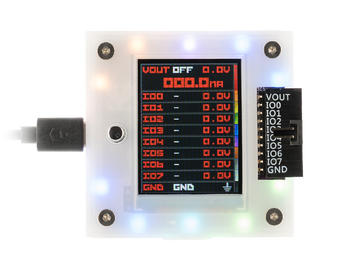 VOUT OFF 0.0V
000.0mA
IO0 - 0.0V
IO1 - 0.0V
IO2 - 0.0V
IO3 - 0.0V
IO4 - 0.0V
IO5 - 0.0V
IO6 - 0.0V
IO7 - 0.0V
GND GND
VOUT
IO0
IO1
IO2
IO3
IO4
IO5
IO6
IO7
GND